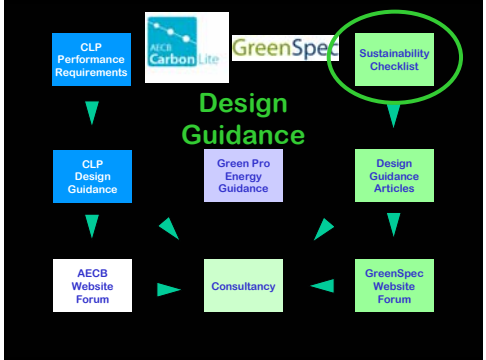 CLP
Performance
Requirements
AECB
CarbonLite
GreenSpec
Sustainability
Checklist
Design
Guidance
CLP
Design
Guidance
Green Pro
Energy
Guidance
Design
Guidance
Articles
AECB
Website
Forum
Consultancy
GreenSpec
Website
Forum